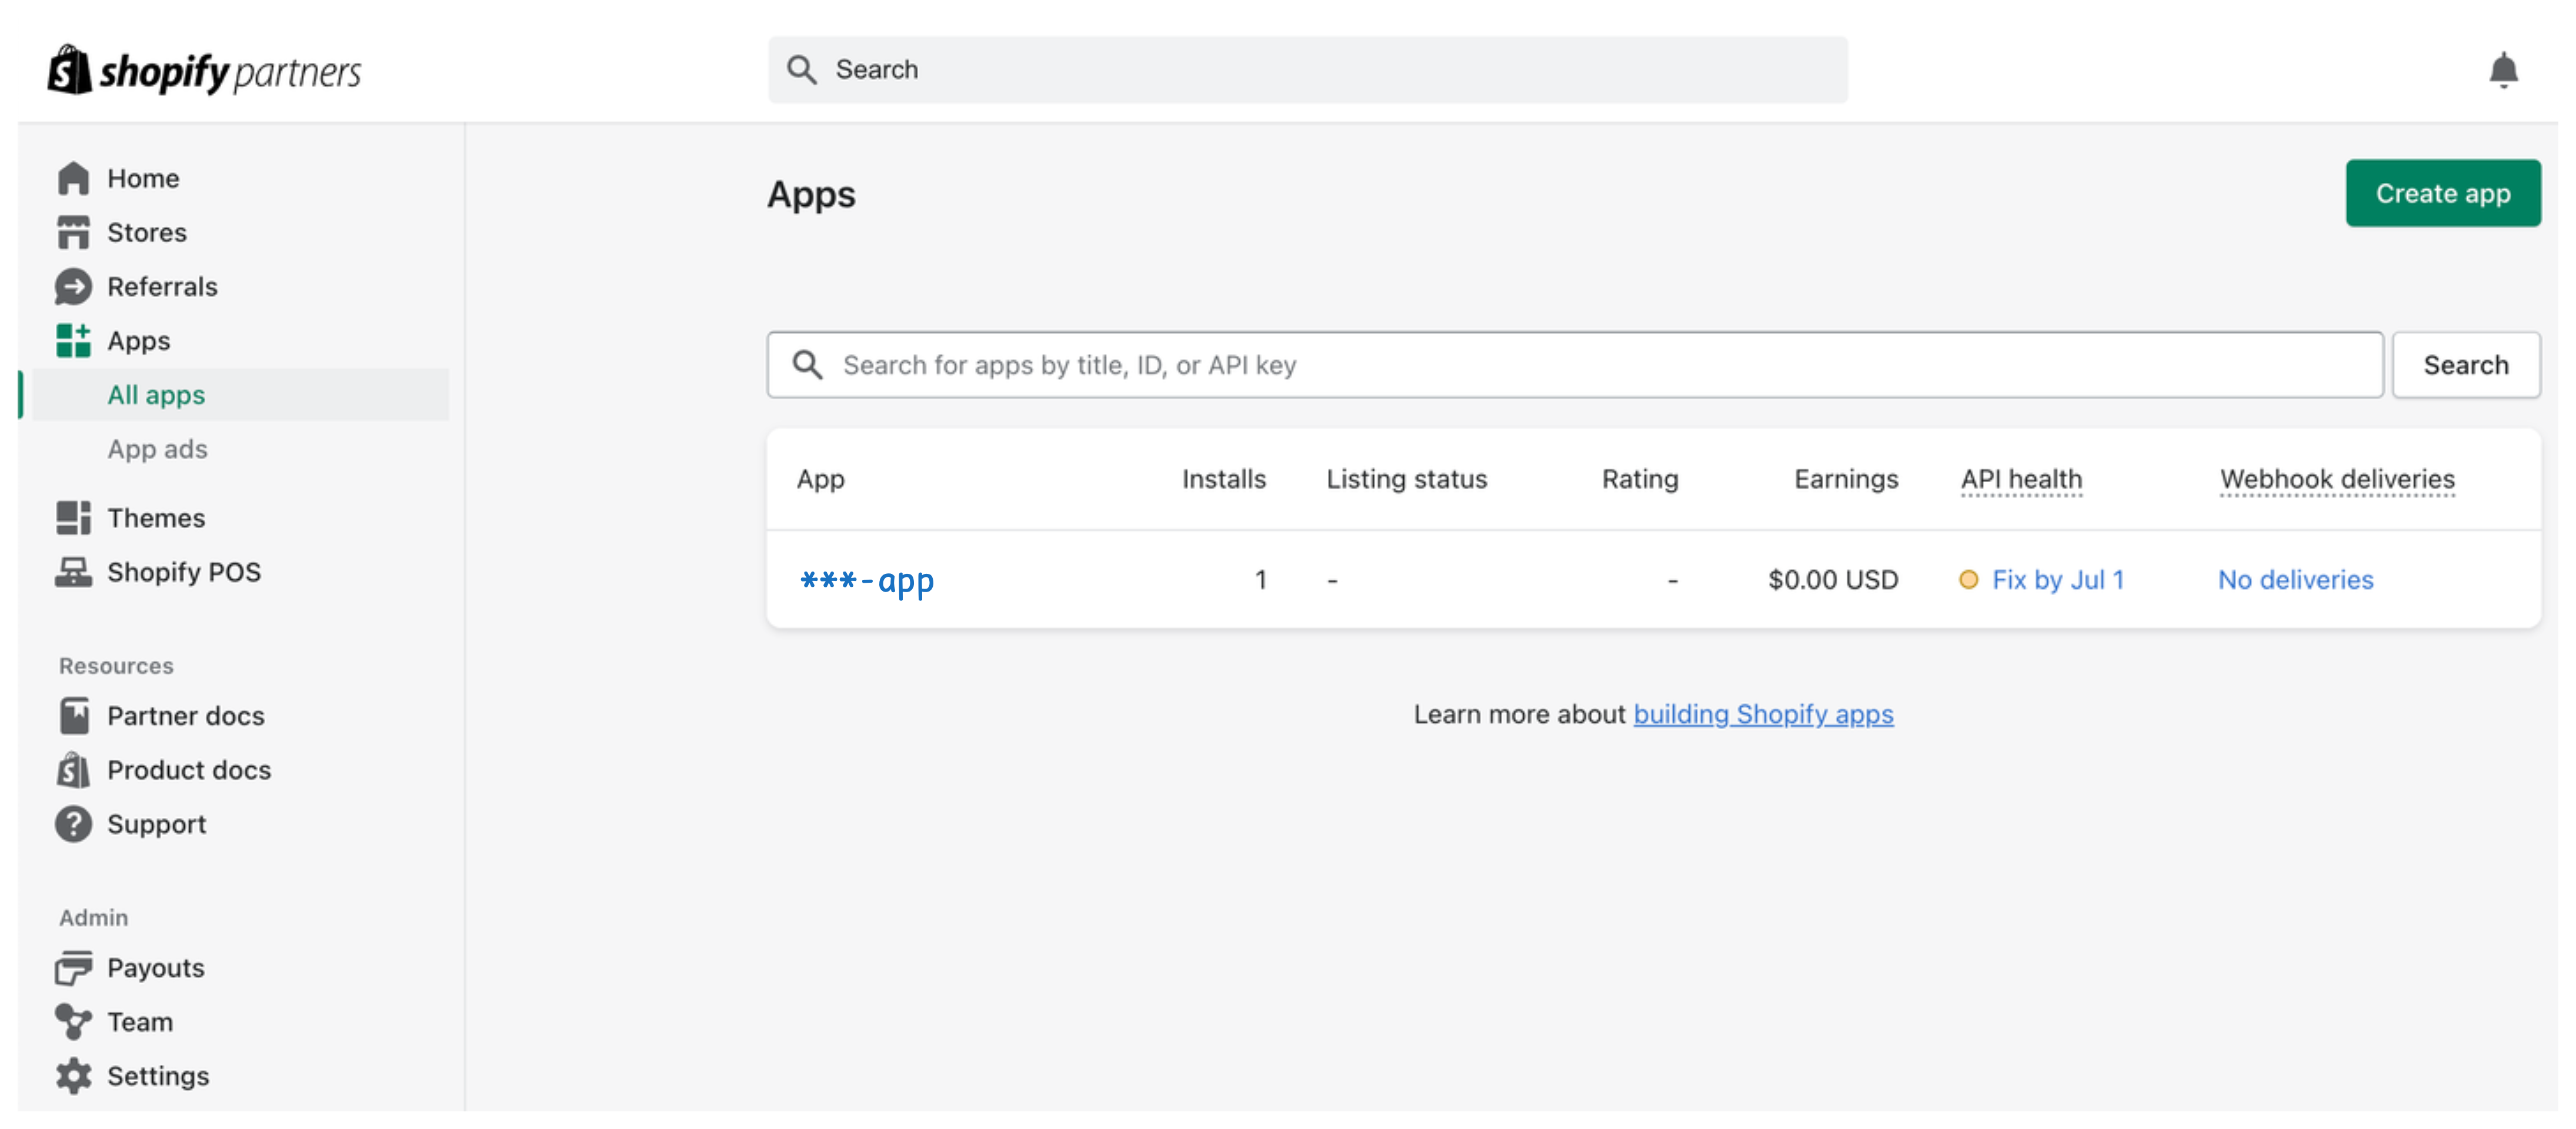 shopify partners
Search
Home
Stores
Referrals
Apps
All apps
App ads
Themes
Shopify POS
Resources
Partner docs
Product docs
Support
Admin
Payouts
Team
Settings
Apps
Create app
Search for apps by title, ID, or API key
Search
App Installs Listing status Rating Earnings API health Webhook deliveries
***-app 1 - - $0.00 USD Fix by Jul 1 No deliveries
Learn more about building Shopify apps